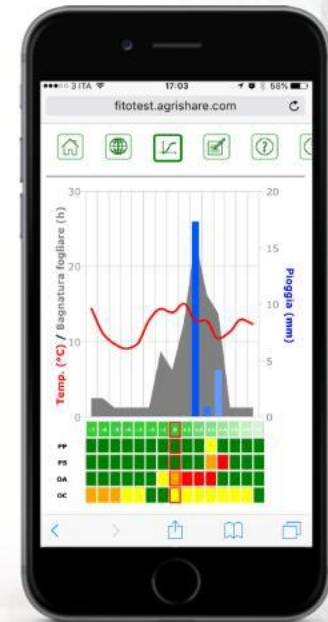 3 ITA 17:03 56%
fitotest.agrishare.com
30
20
10
0
Temp. (°C) / Bagnatura fogliare (h)
20
15
10
5
0
Pioggia (mm)
PP
PS
OA
OC